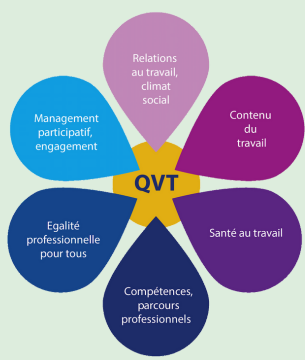 Relations
au travail,
climat
social
Contenu
du
travail
Santé au travail
Compétences,
parcours
professionnels
Egalité
professionnelle
pour tous
Management
participatif,
engagement
QVT